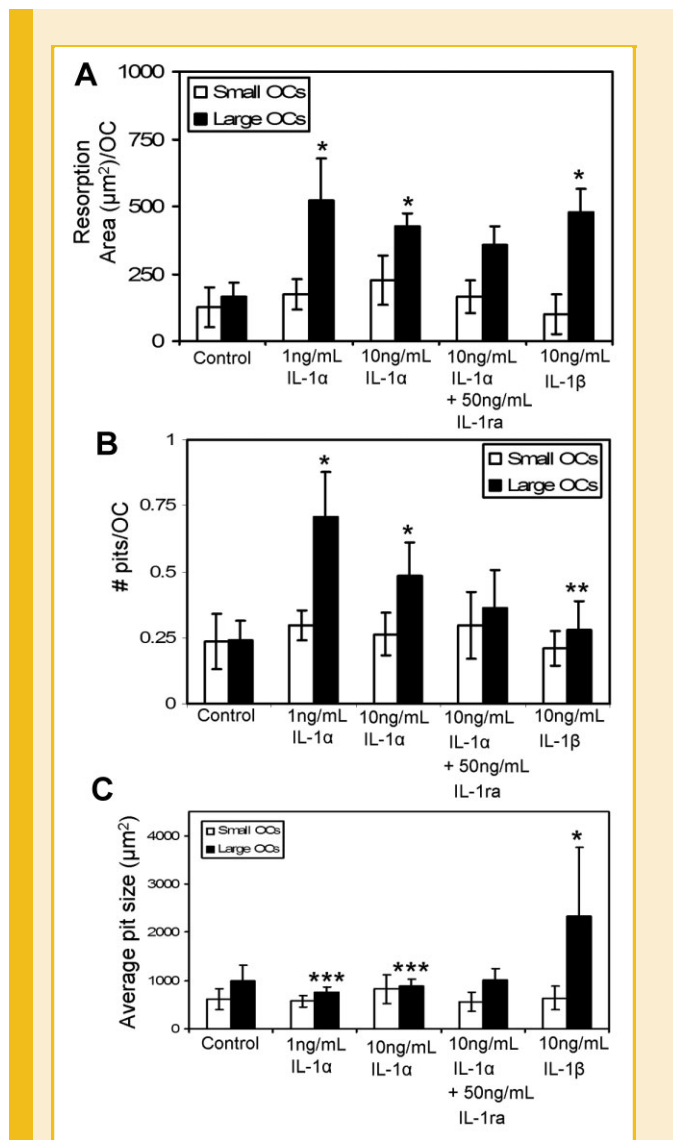 A
1000
750
500
250
0
Resorption
Area (µm²)/OC
Small OCs
Large OCs
*
*
*
Control
1ng/mL
IL-1α
10ng/mL
IL-1α
10ng/mL
IL-1α
+ 50ng/mL
IL-1ra
10ng/mL
IL-1β
B
1
0.75
0.5
0.25
0
# pits/OC
Small OCs
Large OCs
*
*
**
Control
1ng/mL
IL-1α
10ng/mL
IL-1α
10ng/mL
IL-1α
+ 50ng/mL
IL-1ra
10ng/mL
IL-1β
C
4000
3000
2000
1000
0
Average pit size (µm²)
Small OCs
Large OCs
***
***
*
Control
1ng/mL
IL-1α
10ng/mL
IL-1α
10ng/mL
IL-1α
+ 50ng/mL
IL-1ra
10ng/mL
IL-1β